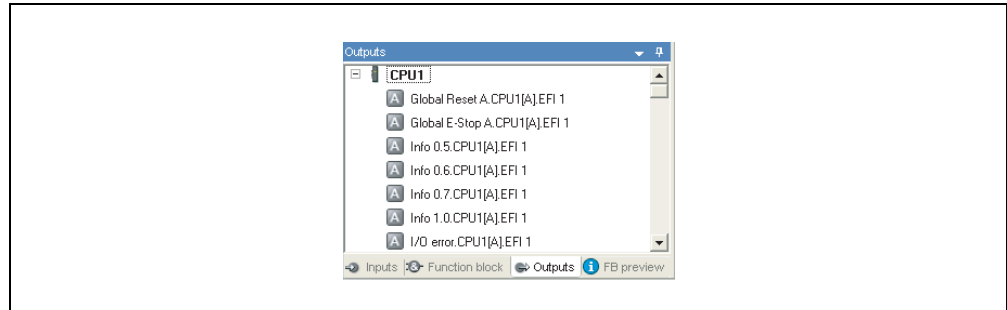 Outputs
CPU1
Global Reset A.CPU1[A].EFI 1
Global E-Stop A.CPU1[A].EFI 1
Info 0.5.CPU1[A].EFI 1
Info 0.6.CPU1[A].EFI 1
Info 0.7.CPU1[A].EFI 1
Info 1.0.CPU1[A].EFI 1
I/O error.CPU1[A].EFI 1
Inputs Function block Outputs FB preview